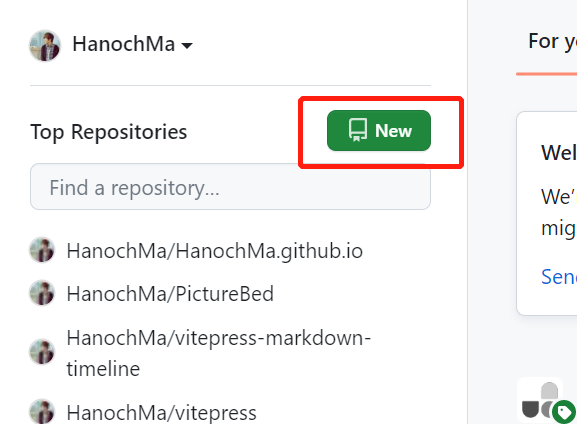 HanochMa
For y
Top Repositories
New
Find a repository...
Wel
We'
mig
Sen
HanochMa/HanochMa.github.io
HanochMa/PictureBed
HanochMa/vitepress-markdown-
timeline
HanochMa/vitepress